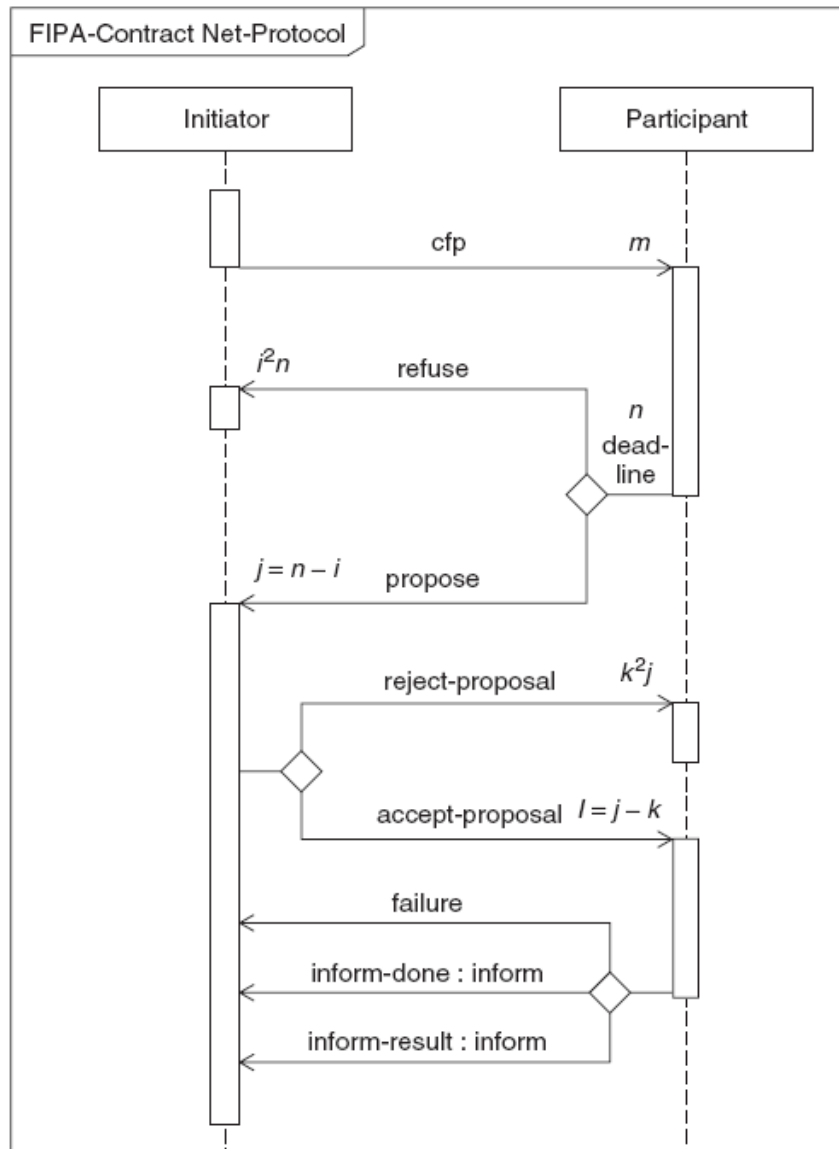 FIPA-Contract Net-Protocol
Initiator
Participant
cfp
m
i²n
refuse
n
dead-
line
j = n – i
propose
reject-proposal
k²j
accept-proposal
l = j – k
failure
inform-done : inform
inform-result : inform